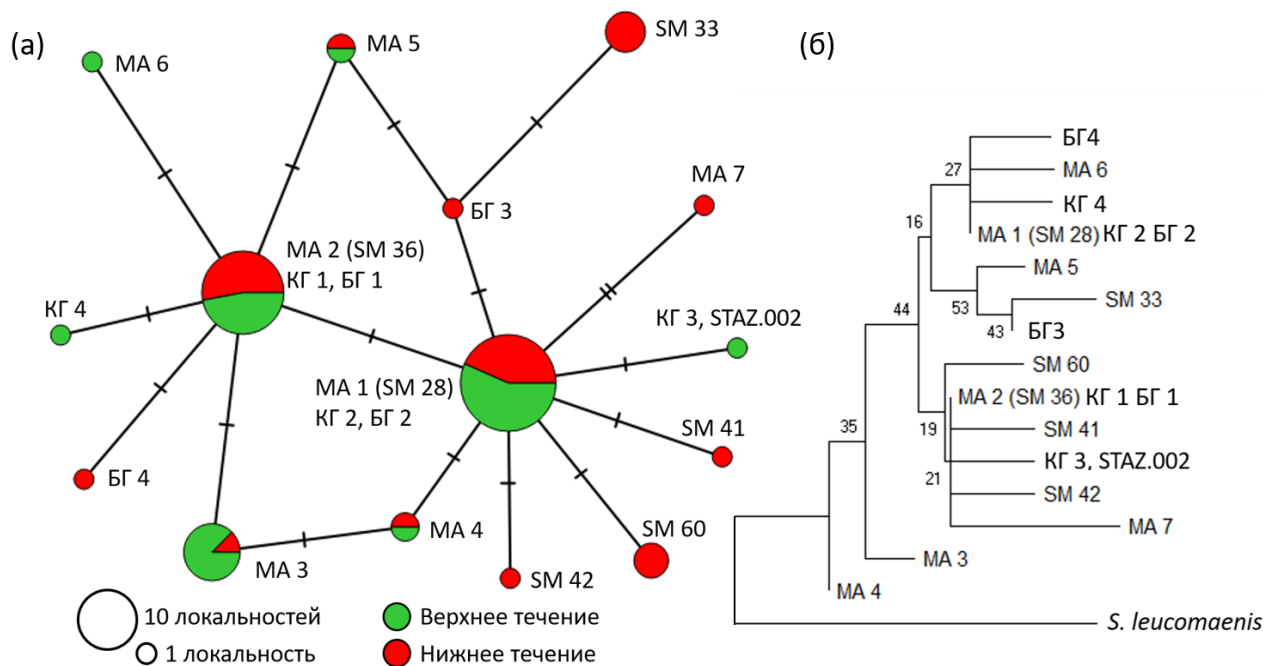 (а)
МА 6
МА 5
SM 33
МА 7
БГ 3
МА 2 (SM 36)
КГ 1, БГ 1
КГ 4
КГ 3, STAZ.002
МА 1 (SM 28)
КГ 2, БГ 2
SM 41
БГ 4
МА 4
SM 60
МА 3
SM 42
10 локальностей
1 локальность
Верхнее течение
Нижнее течение
(б)
БГ4
27
МА 6
КГ 4
16
МА 1 (SM 28) КГ 2 БГ 2
МА 5
53
SM 33
43
БГ3
44
SM 60
МА 2 (SM 36) КГ 1 БГ 1
19
SM 41
35
КГ 3, STAZ.002
21
SM 42
МА 7
МА 3
МА 4
S. leucomaenis